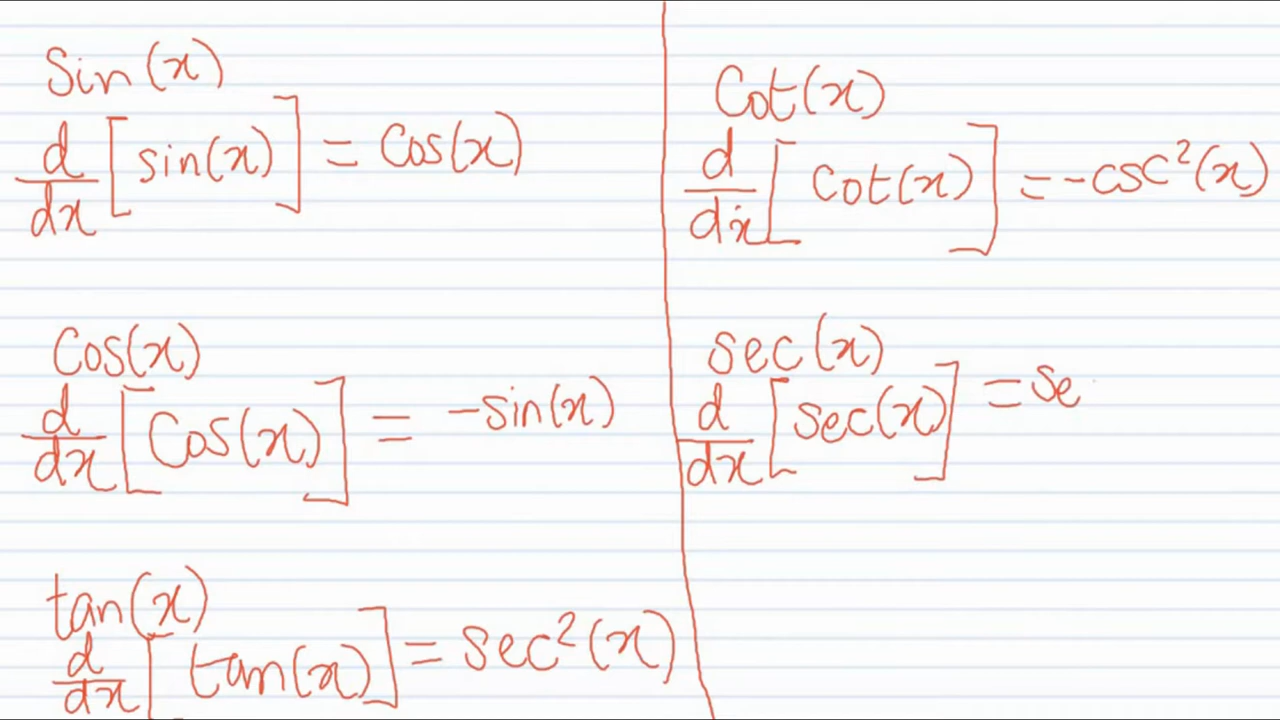 Sin(x)
d/dx [sin(x)] = Cos(x)
Cos(x)
d/dx [Cos(x)] = -sin(x)
tan(x)
d/dx [tan(x)] = sec²(x)
Cot(x)
d/dx [Cot(x)] = -csc²(x)
sec(x)
d/dx [sec(x)] = se